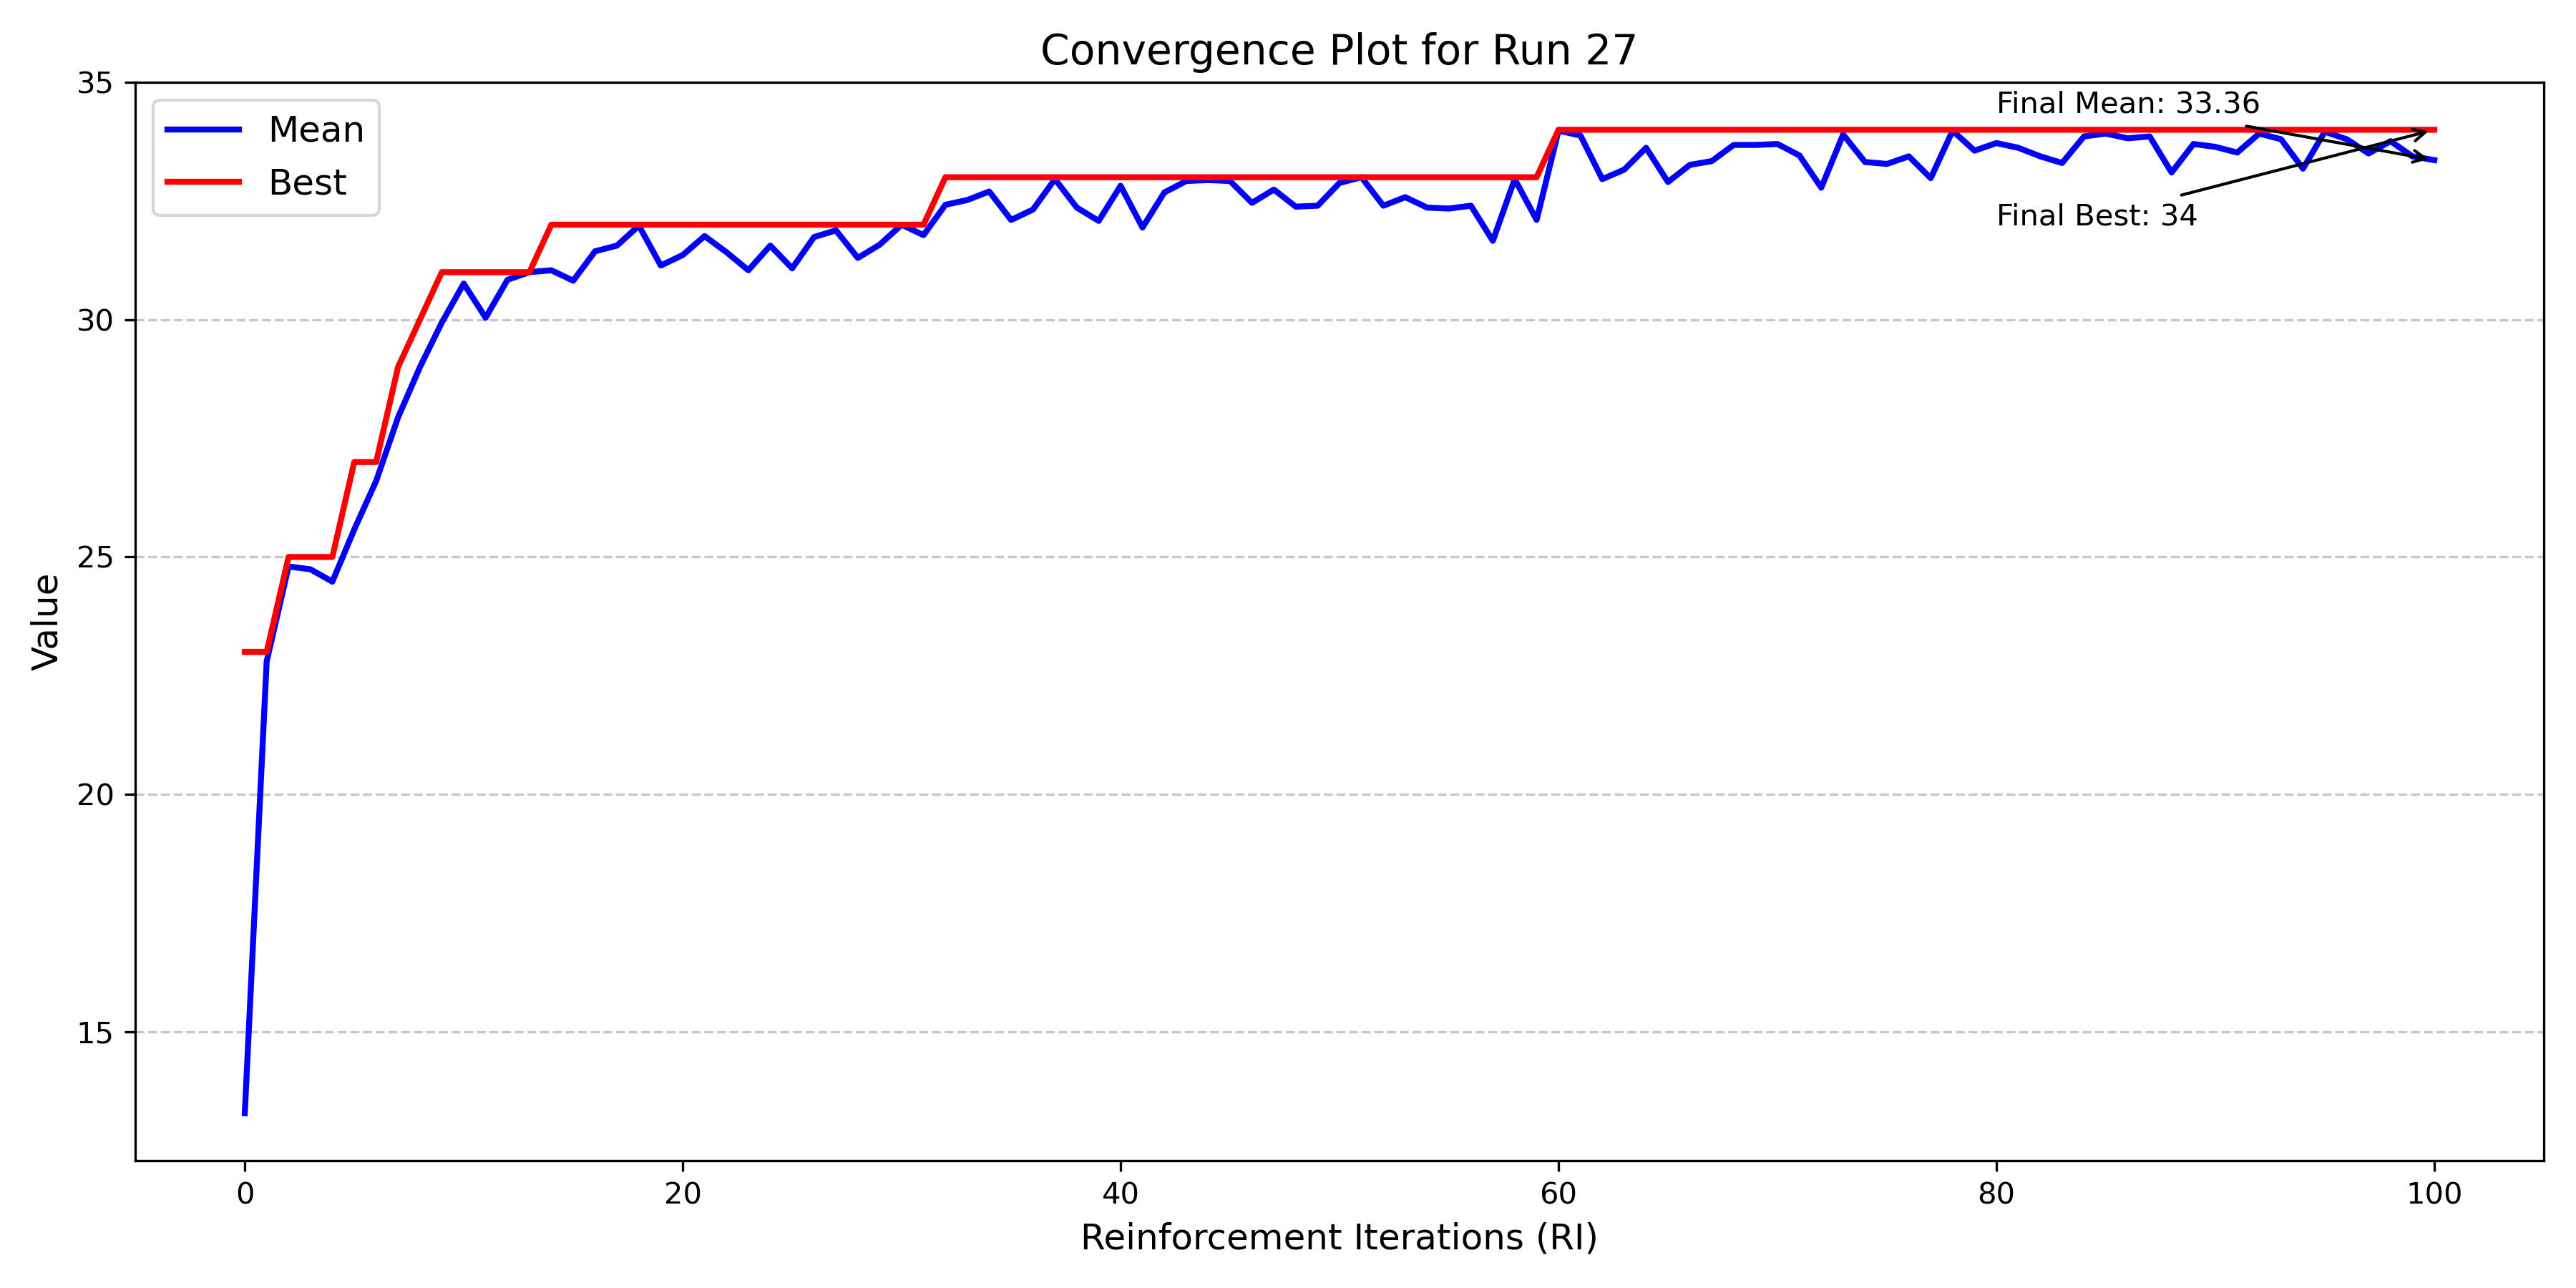 Convergence Plot for Run 27
35
30
25
20
15
Value
Mean
Best
Final Mean: 33.36
Final Best: 34
0
20
40
60
80
100
Reinforcement Iterations (RI)